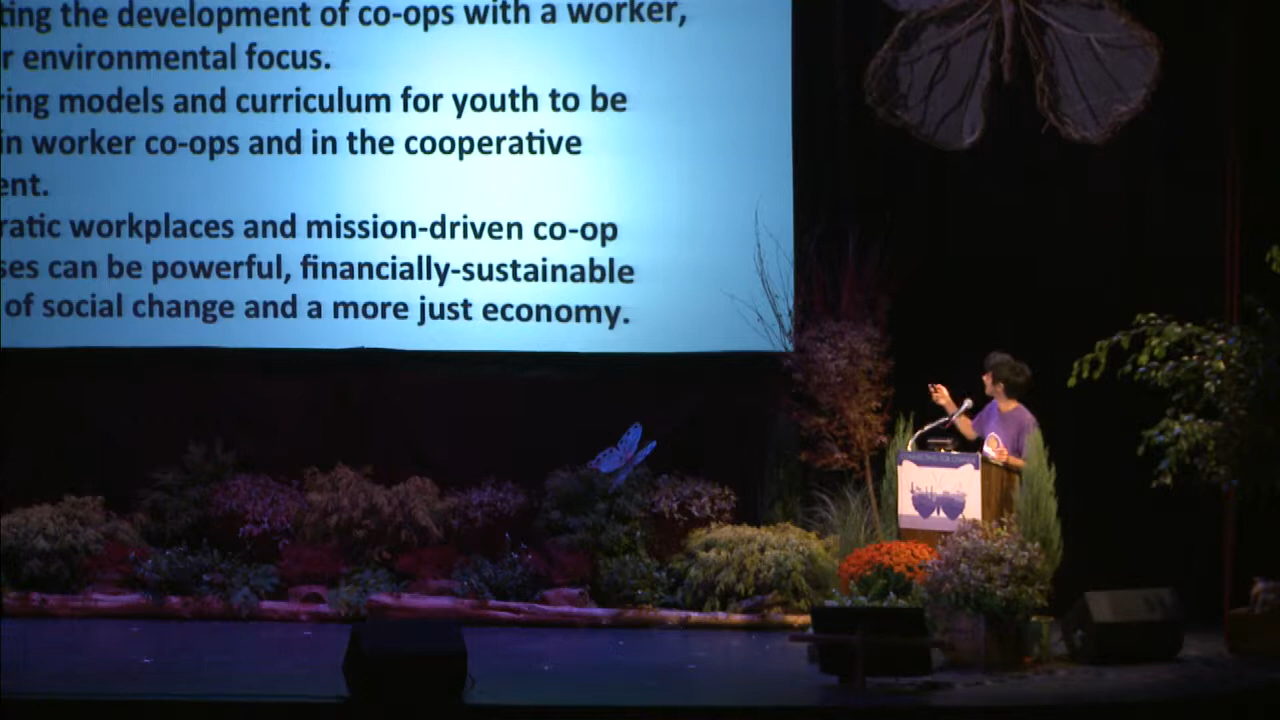 ting the development of co-ops with a worker,
r environmental focus.
ring models and curriculum for youth to be
in worker co-ops and in the cooperative
ent.
ratic workplaces and mission-driven co-op
ses can be powerful, financially-sustainable
of social change and a more just economy.